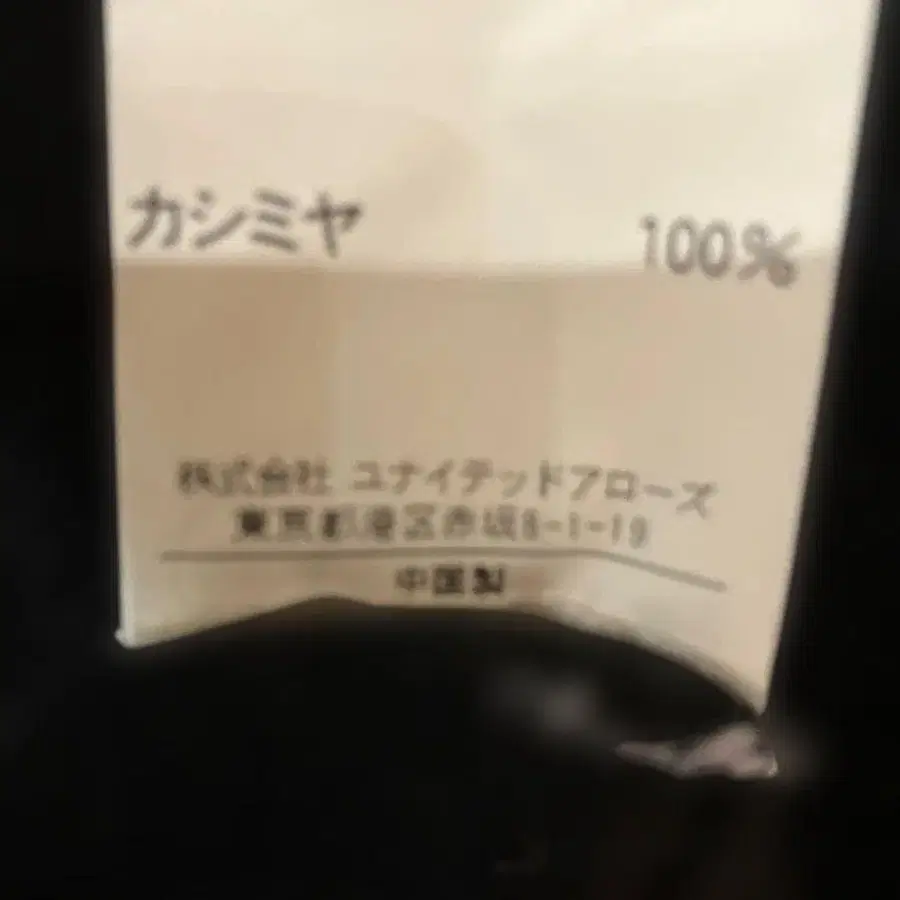 カシミヤ 100%
株式会社 ユナイテッドアローズ
東京都港区赤坂8-1-19
中国製